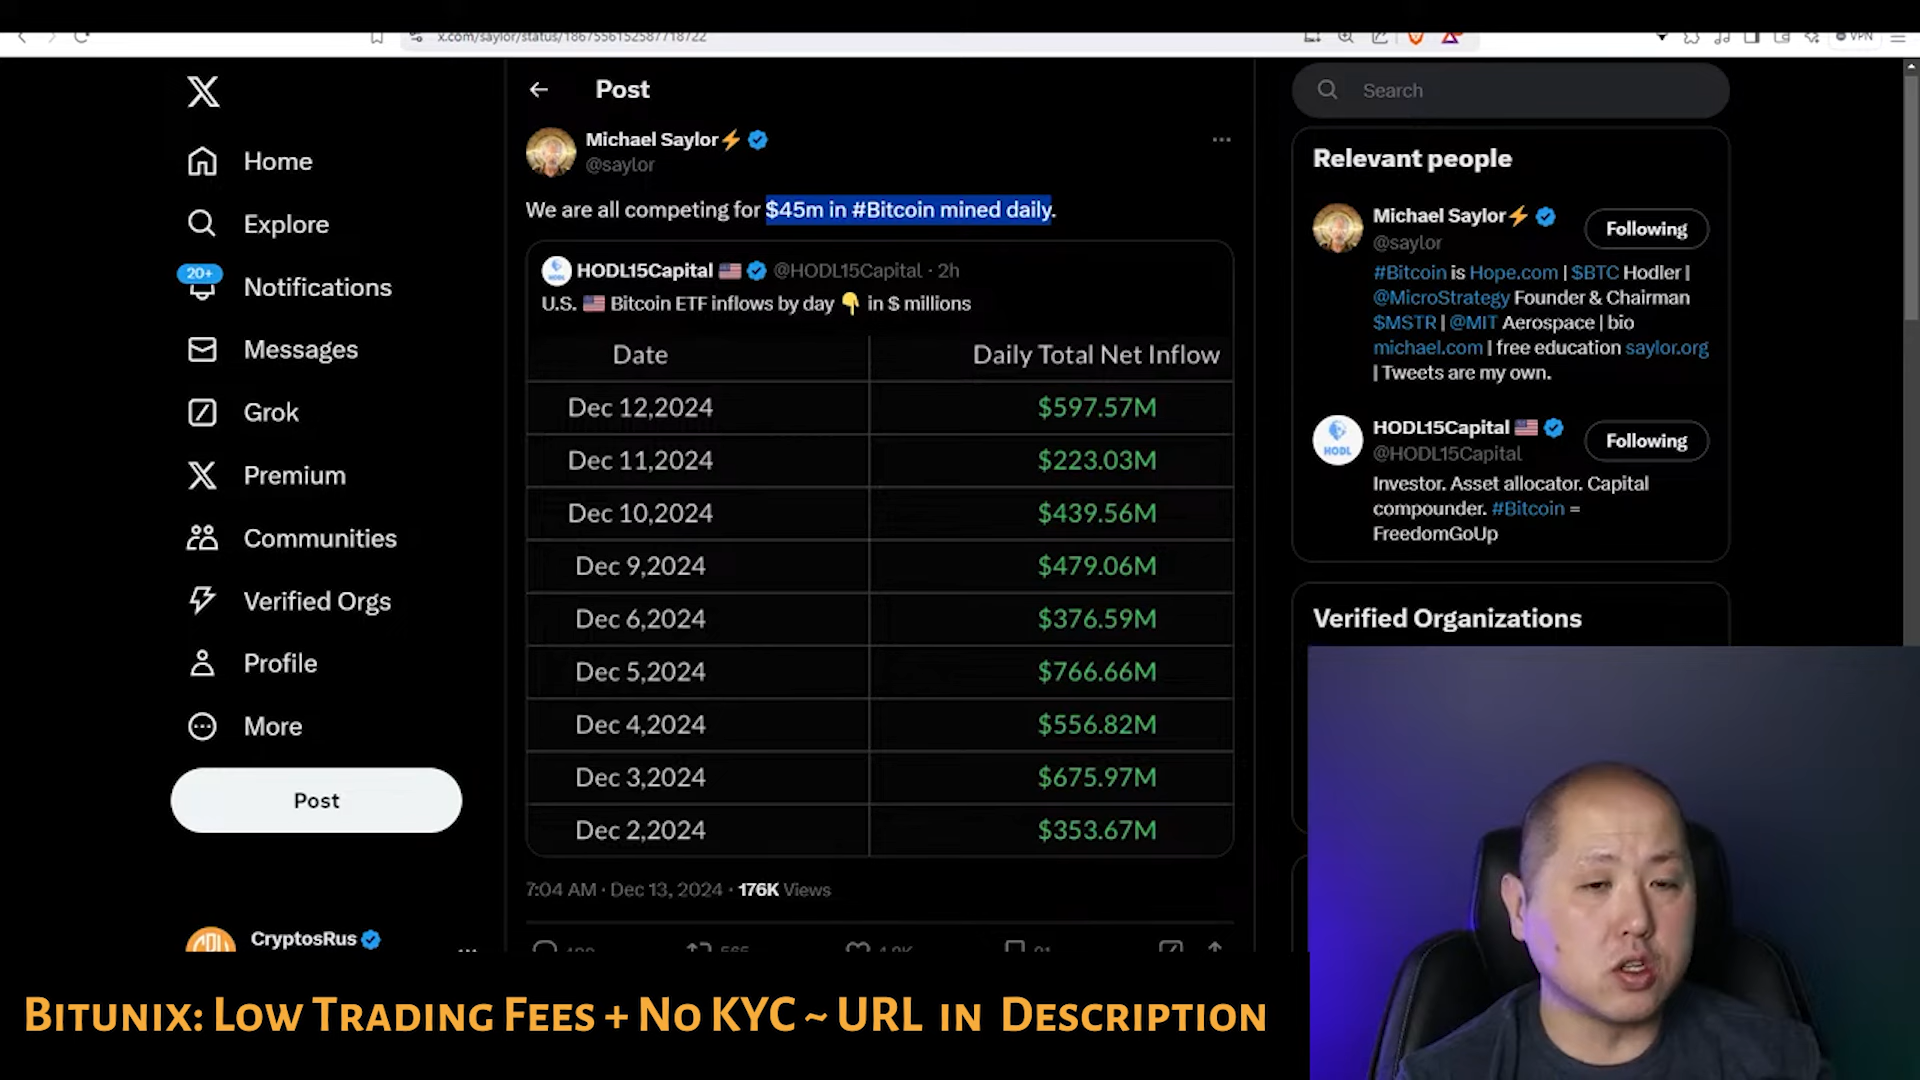 x.com/saylor/status/1867556152587718722
VPN
Home
Explore
20+
Notifications
Messages
Grok
Premium
Communities
Verified Orgs
Profile
More
Post
CryptosRus
Post
Michael Saylor⚡
@saylor
We are all competing for $45m in #Bitcoin mined daily.
HODL15Capital 🇺🇸 @HODL15Capital · 2h
U.S. 🇺🇸 Bitcoin ETF inflows by day 👇 in $ millions
Date Daily Total Net Inflow
Dec 12,2024 $597.57M
Dec 11,2024 $223.03M
Dec 10,2024 $439.56M
Dec 9,2024 $479.06M
Dec 6,2024 $376.59M
Dec 5,2024 $766.66M
Dec 4,2024 $556.82M
Dec 3,2024 $675.97M
Dec 2,2024 $353.67M
7:04 AM · Dec 13, 2024 · 176K Views
Search
Relevant people
Michael Saylor⚡
@saylor
Following
#Bitcoin is Hope.com | $BTC Hodler |
@MicroStrategy Founder & Chairman
$MSTR | @MIT Aerospace | bio
michael.com | free education saylor.org
| Tweets are my own.
HODL15Capital 🇺🇸
@HODL15Capital
Following
HODL
Investor. Asset allocator. Capital
compounder. #Bitcoin =
FreedomGoUp
Verified Organizations
Bitunix: Low Trading Fees + No KYC ~ URL in Description